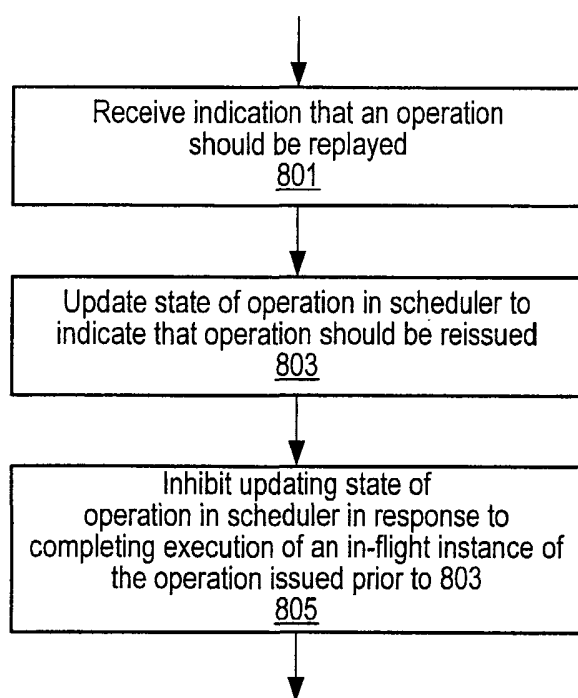 Receive indication that an operation
should be replayed
801
Update state of operation in scheduler to
indicate that operation should be reissued
803
Inhibit updating state of
operation in scheduler in response to
completing execution of an in-flight instance of
the operation issued prior to 803
805